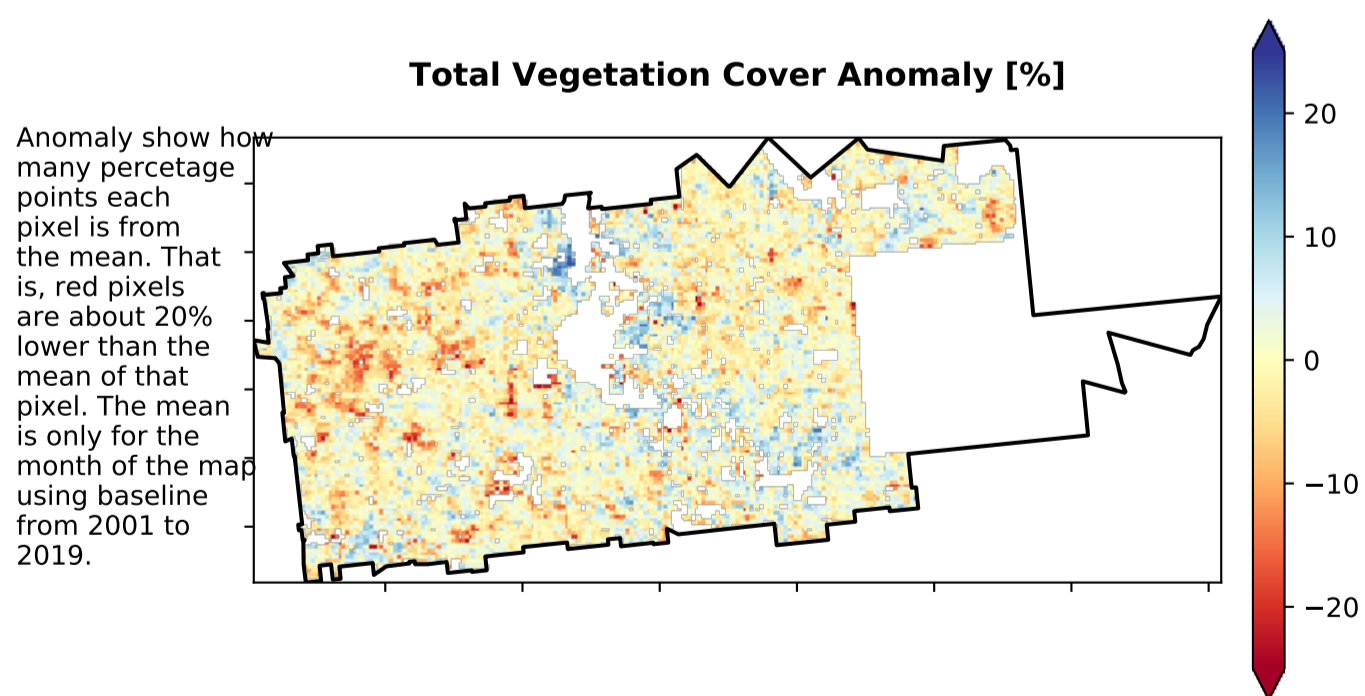 Total Vegetation Cover Anomaly [%]
Anomaly show how
many percetage
points each
pixel is from
the mean. That
is, red pixels
are about 20%
lower than the
mean of that
pixel. The mean
is only for the
month of the map
using baseline
from 2001 to
2019.
20
10
0
−10
−20